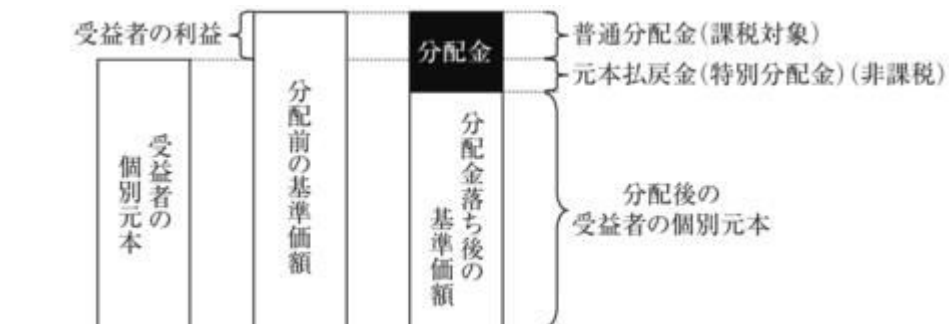 受益者の利益
分配金
普通分配金(課税対象)
元本払戻金(特別分配金)(非課税)
受益者の
個別元本
分配前の基準価額
分配金落ち後の
基準価額
分配後の
受益者の個別元本